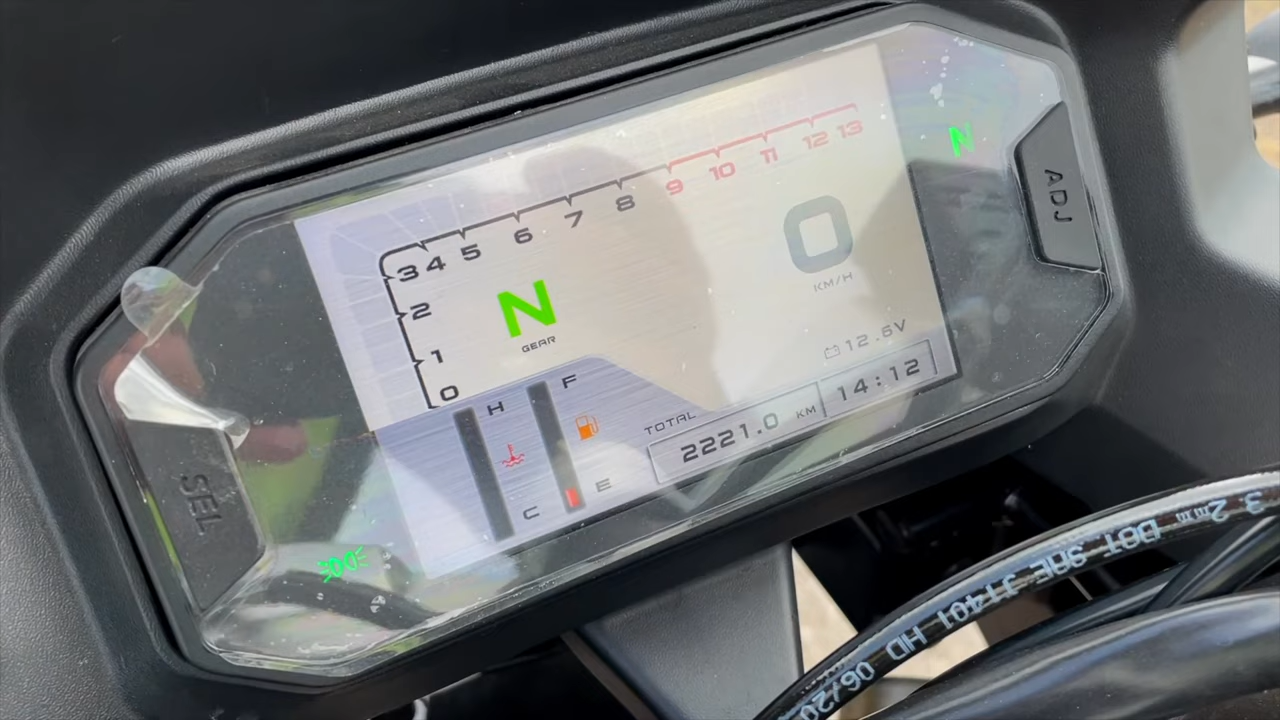 N
ADJ
0 1 2 3 4 5 6 7 8 9 10 11 12 13
N
GEAR
0
KM/H
12.6V
H
F
C
E
TOTAL
2221.0 KM
14:12
SEL
3.2mm DOT SAE J1401 HD 06/20